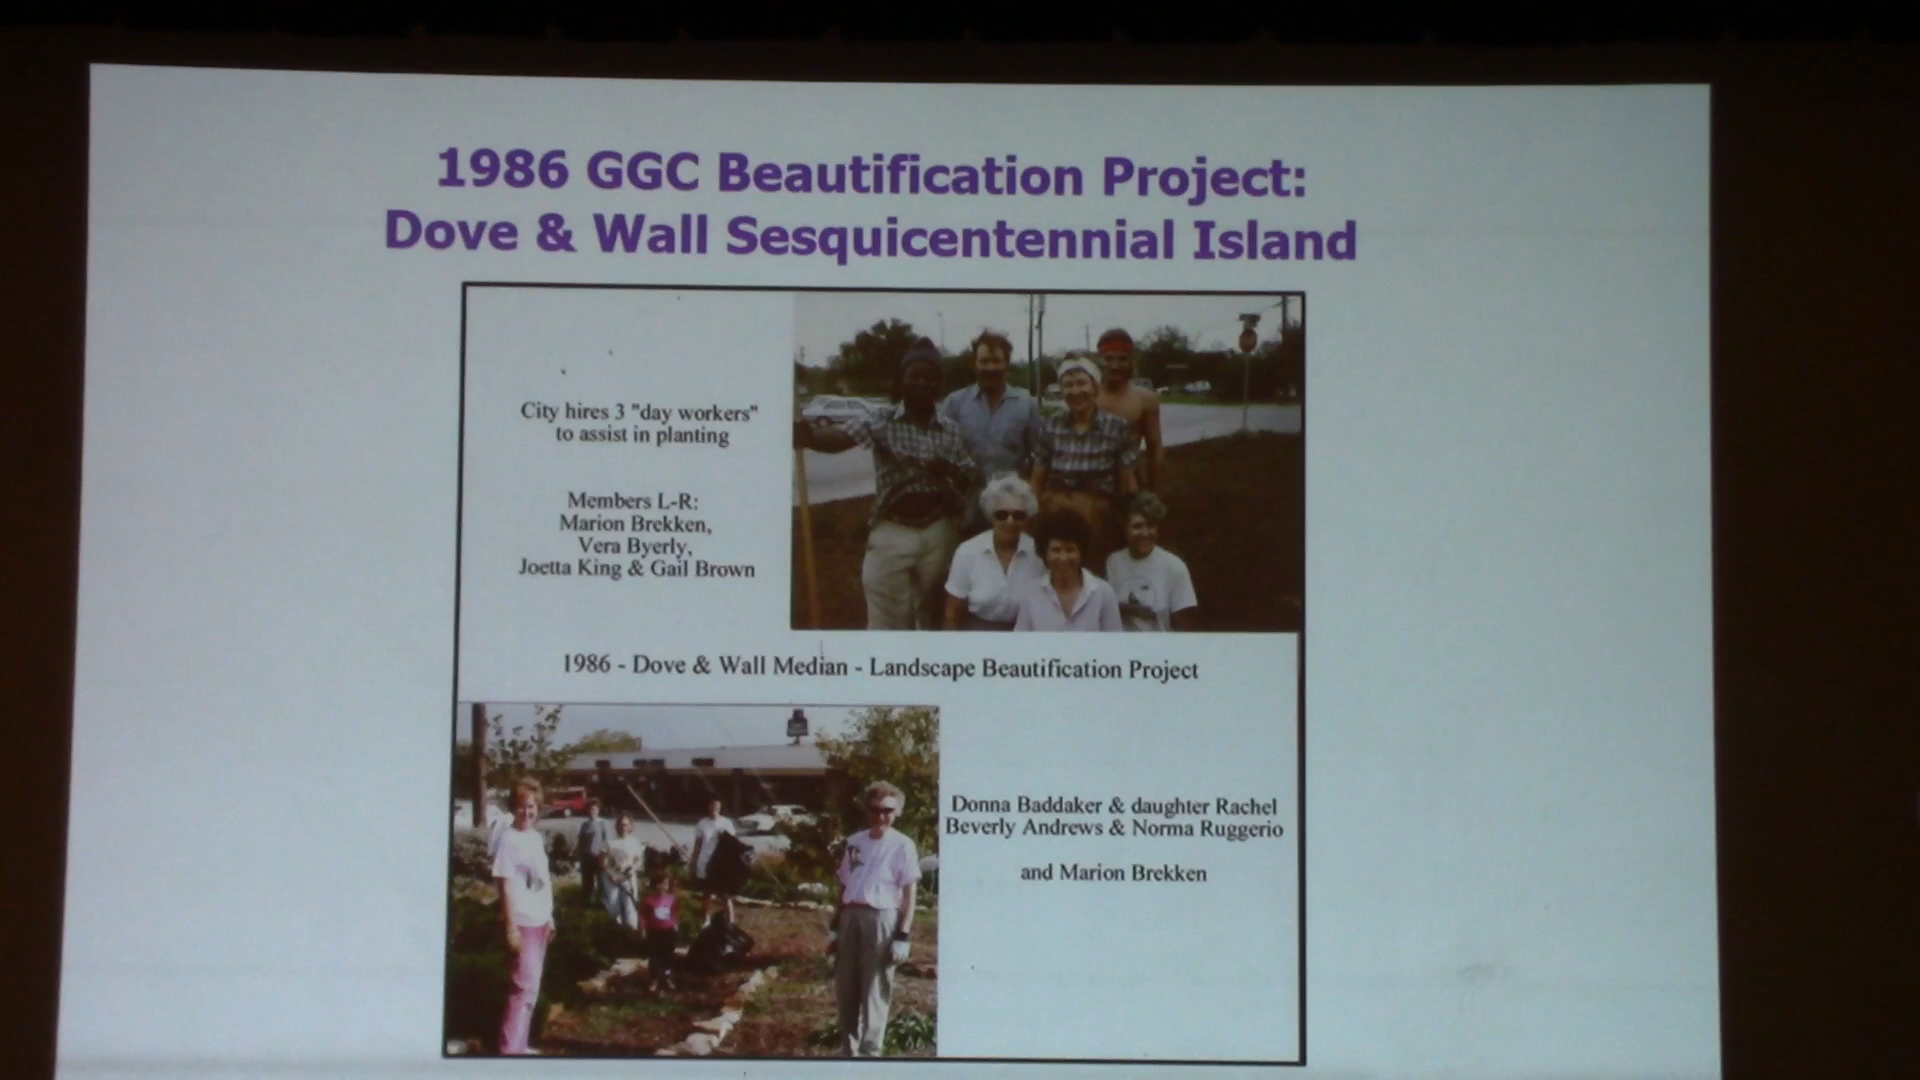 1986 GGC Beautification Project:
Dove & Wall Sesquicentennial Island
City hires 3 "day workers"
to assist in planting
Members L-R:
Marion Brekken,
Vera Byerly,
Joetta King & Gail Brown
1986 - Dove & Wall Median - Landscape Beautification Project
Donna Baddaker & daughter Rachel
Beverly Andrews & Norma Ruggerio
and Marion Brekken